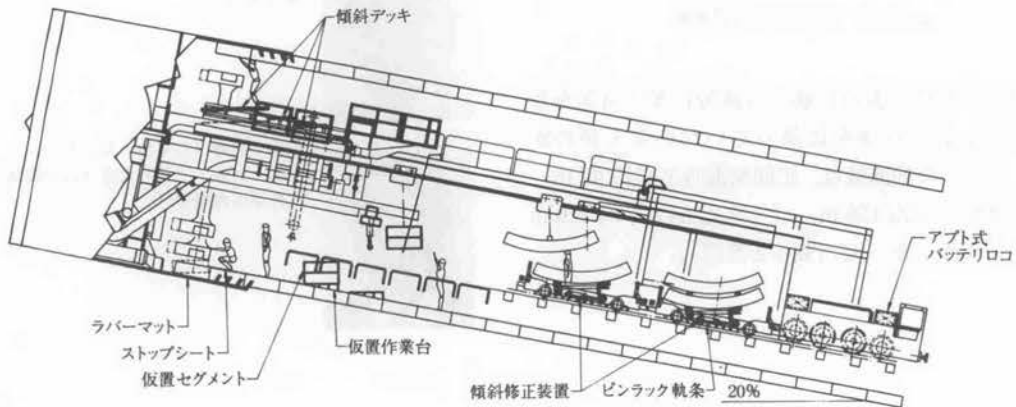 傾斜デッキ
アプト式
バッテリロコ
ラバーマット
ストップシート
仮置セグメント
仮置作業台
傾斜修正装置
ピンラック軌条
20%